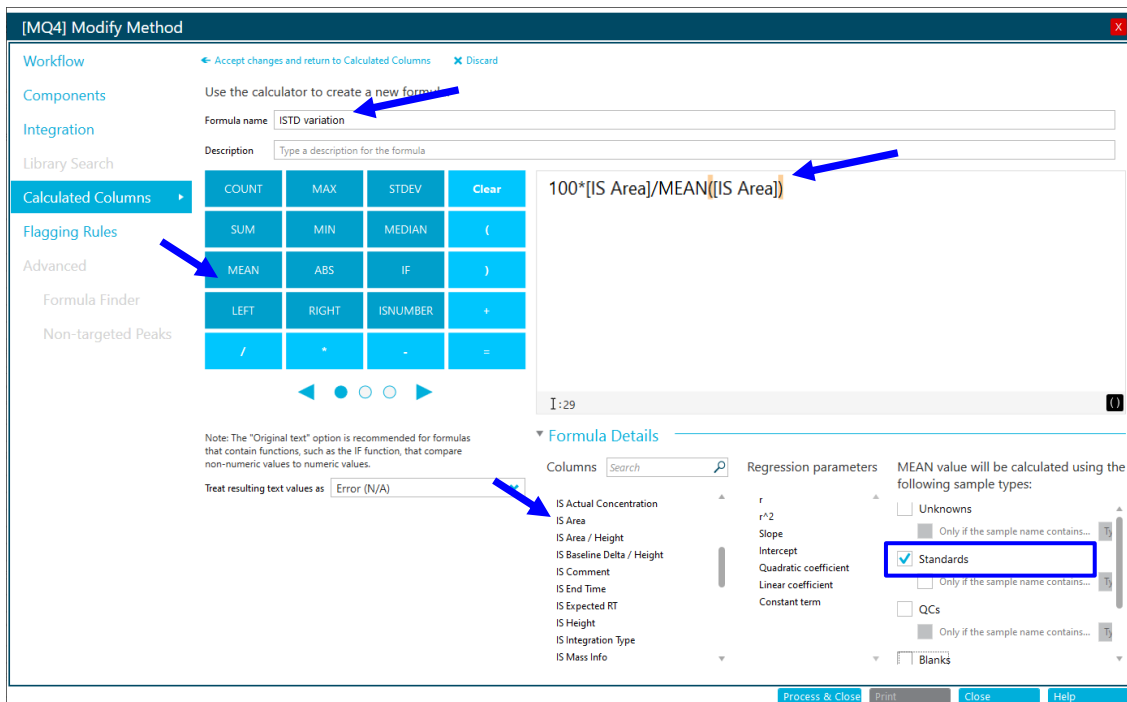 [MQ4] Modify Method
X
Workflow
Components
Integration
Library Search
Calculated Columns
Flagging Rules
Advanced
Formula Finder
Non-targeted Peaks
Accept changes and return to Calculated Columns
Discard
Use the calculator to create a new
Formula name ISTD variation
Description Type a description for the formula
COUNT MAX STDEV Clear
SUM MIN MEDIAN (
MEAN ABS IF )
LEFT RIGHT ISNUMBER +
/ * - =
100*[IS Area]/MEAN([IS Area])
:29
()
Note: The "Original text" option is recommended for formulas
that contain functions, such as the IF function, that compare
non-numeric values to numeric values.
Treat resulting text values as Error (N/A)
Formula Details
Columns Search
IS Actual Concentration
IS Area
IS Area / Height
IS Baseline Delta / Height
IS Comment
IS End Time
IS Expected RT
IS Height
IS Integration Type
IS Mass Info
Regression parameters
r
r^2
Slope
Intercept
Quadratic coefficient
Linear coefficient
Constant term
MEAN value will be calculated using the
following sample types:
Unknowns
Only if the sample name contains...
Standards
Only if the sample name contains...
QCs
Only if the sample name contains...
Blanks
Process & Close Print Close Help